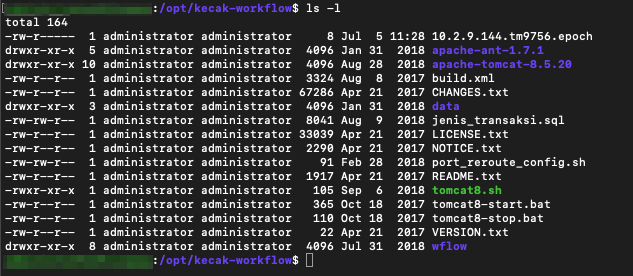 :/opt/kecak-workflow$ ls -l
total 164
-rw-r----- 1 administrator administrator 8 Jul 5 11:28 10.2.9.144.tm9756.epoch
drwxr-xr-x 5 administrator administrator 4096 Jan 31 2018 apache-ant-1.7.1
drwxr-xr-x 10 administrator administrator 4096 Aug 28 2018 apache-tomcat-8.5.20
-rw-r--r-- 1 administrator administrator 3324 Aug 8 2017 build.xml
-rw-r--r-- 1 administrator administrator 67286 Apr 21 2017 CHANGES.txt
drwxr-xr-x 3 administrator administrator 4096 Jan 31 2018 data
-rw-rw-r-- 1 administrator administrator 8041 Aug 9 2018 jenis_transaksi.sql
-rw-r--r-- 1 administrator administrator 33039 Apr 21 2017 LICENSE.txt
-rw-r--r-- 1 administrator administrator 2290 Apr 21 2017 NOTICE.txt
-rw-rw-r-- 1 administrator administrator 91 Feb 28 2018 port_reroute_config.sh
-rw-r--r-- 1 administrator administrator 1917 Apr 21 2017 README.txt
-rwxr-xr-x 1 administrator administrator 105 Sep 6 2018 tomcat8.sh
-rw-r--r-- 1 administrator administrator 365 Oct 18 2017 tomcat8-start.bat
-rw-r--r-- 1 administrator administrator 110 Oct 18 2017 tomcat8-stop.bat
-rw-r--r-- 1 administrator administrator 22 Apr 21 2017 VERSION.txt
drwxr-xr-x 8 administrator administrator 4096 Jul 31 2018 wflow
:/opt/kecak-workflow$